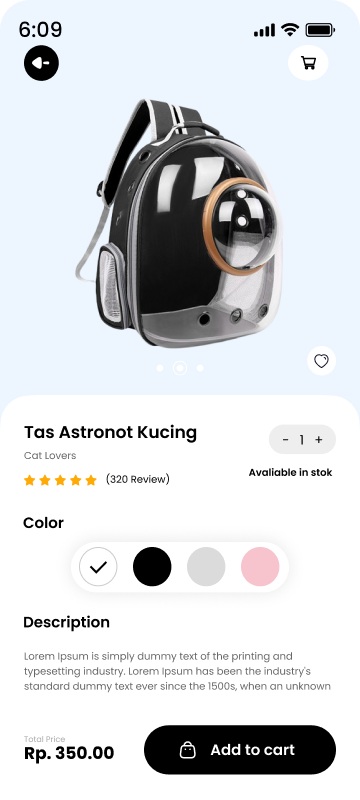 6:09
Tas Astronot Kucing
- 1 +
Cat Lovers
Avaliable in stok
(320 Review)
Color
Description
Lorem Ipsum is simply dummy text of the printing and
typesetting industry. Lorem Ipsum has been the industry's
standard dummy text ever since the 1500s, when an unknown
Total Price
Rp. 350.00
Add to cart